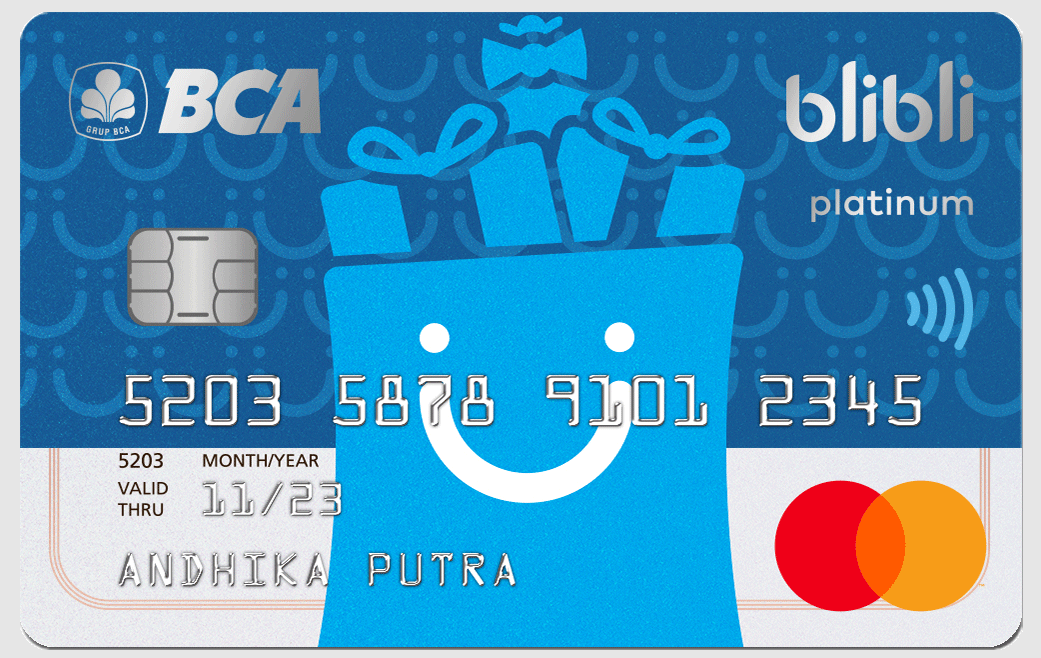 GRUP BCA
BCA
blibli
platinum
5203 5878 9101 2345
5203 MONTH/YEAR
VALID THRU 11/23
ANDHIKA PUTRA